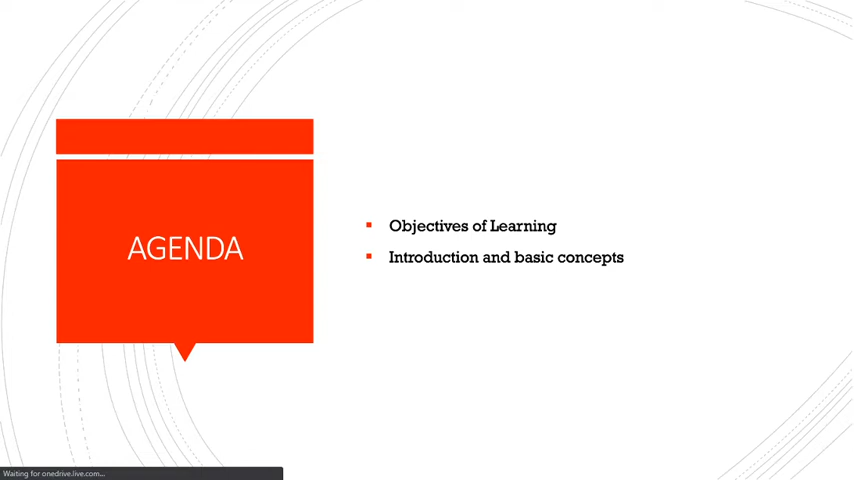 AGENDA
Objectives of Learning
Introduction and basic concepts
Waiting for onedrive.live.com...